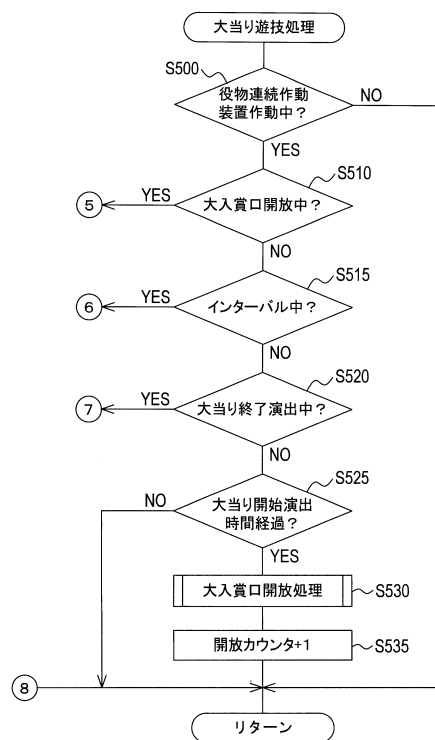 大当り遊技処理
S500
役物連続作動
装置作動中？
NO
YES
S510
大入賞口開放中？
YES
5
NO
S515
インターバル中？
YES
6
NO
S520
大当り終了演出中？
YES
7
NO
S525
大当り開始演出
時間経過？
NO
YES
大入賞口開放処理
S530
開放カウンタ+1
S535
8
リターン